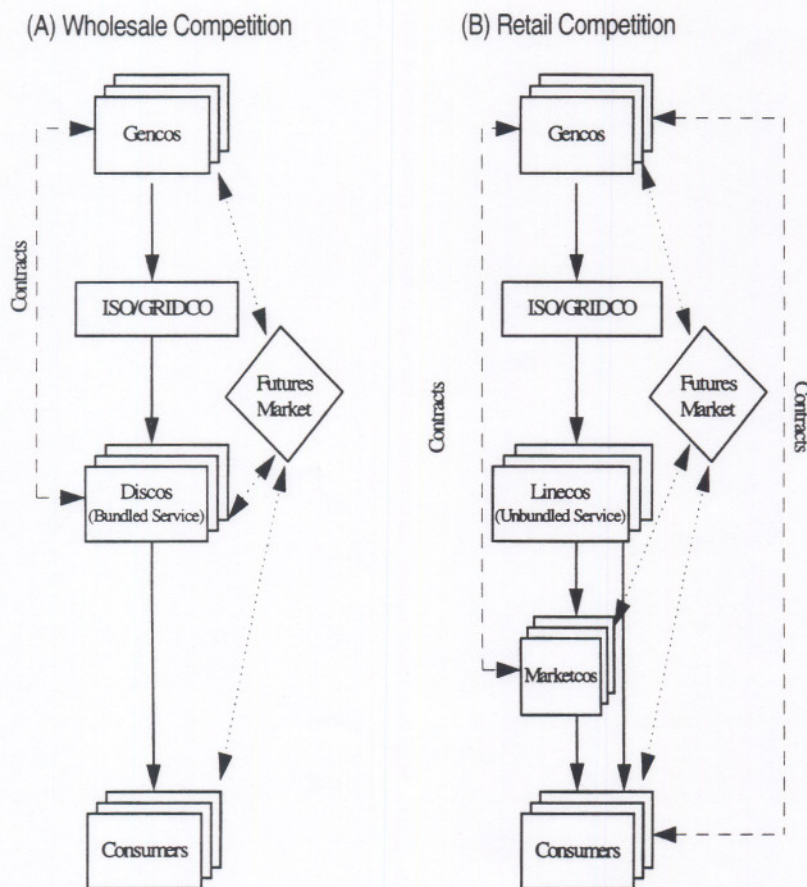 (A) Wholesale Competition
Gencos
Contracts
ISO/GRIDCO
Futures
Market
Discos
(Bundled Service)
Consumers
(B) Retail Competition
Gencos
Contracts
ISO/GRIDCO
Futures
Market
Contracts
Linecos
(Unbundled Service)
Marketcos
Consumers